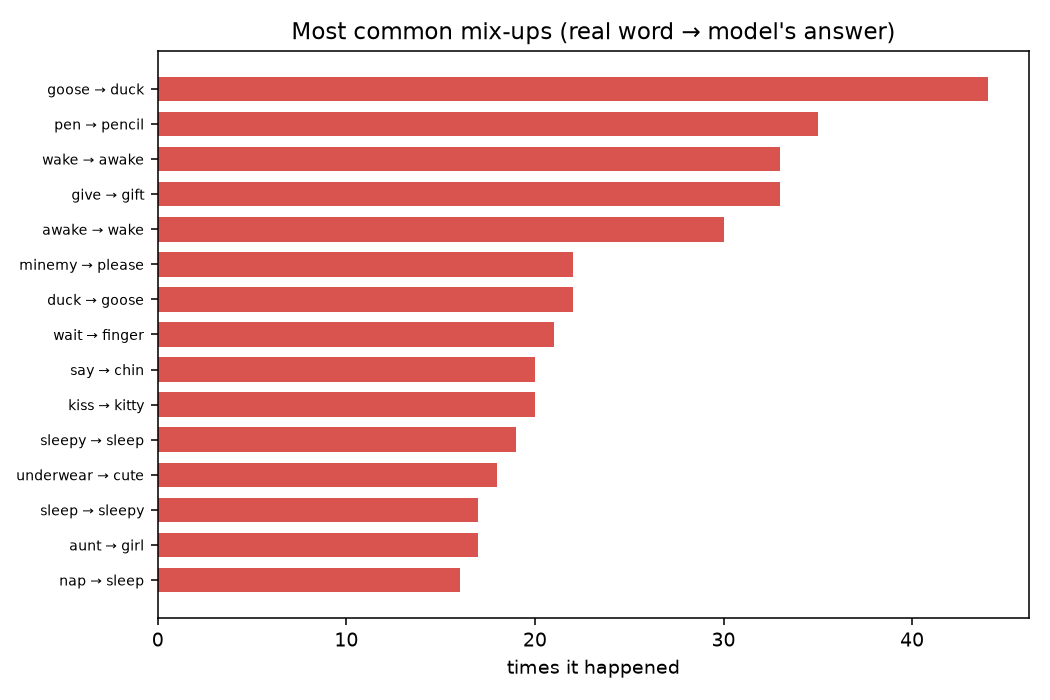 Most common mix-ups (real word → model's answer)
goose → duck
pen → pencil
wake → awake
give → gift
awake → wake
minemy → please
duck → goose
wait → finger
say → chin
kiss → kitty
sleepy → sleep
underwear → cute
sleep → sleepy
aunt → girl
nap → sleep
0 10 20 30 40
times it happened